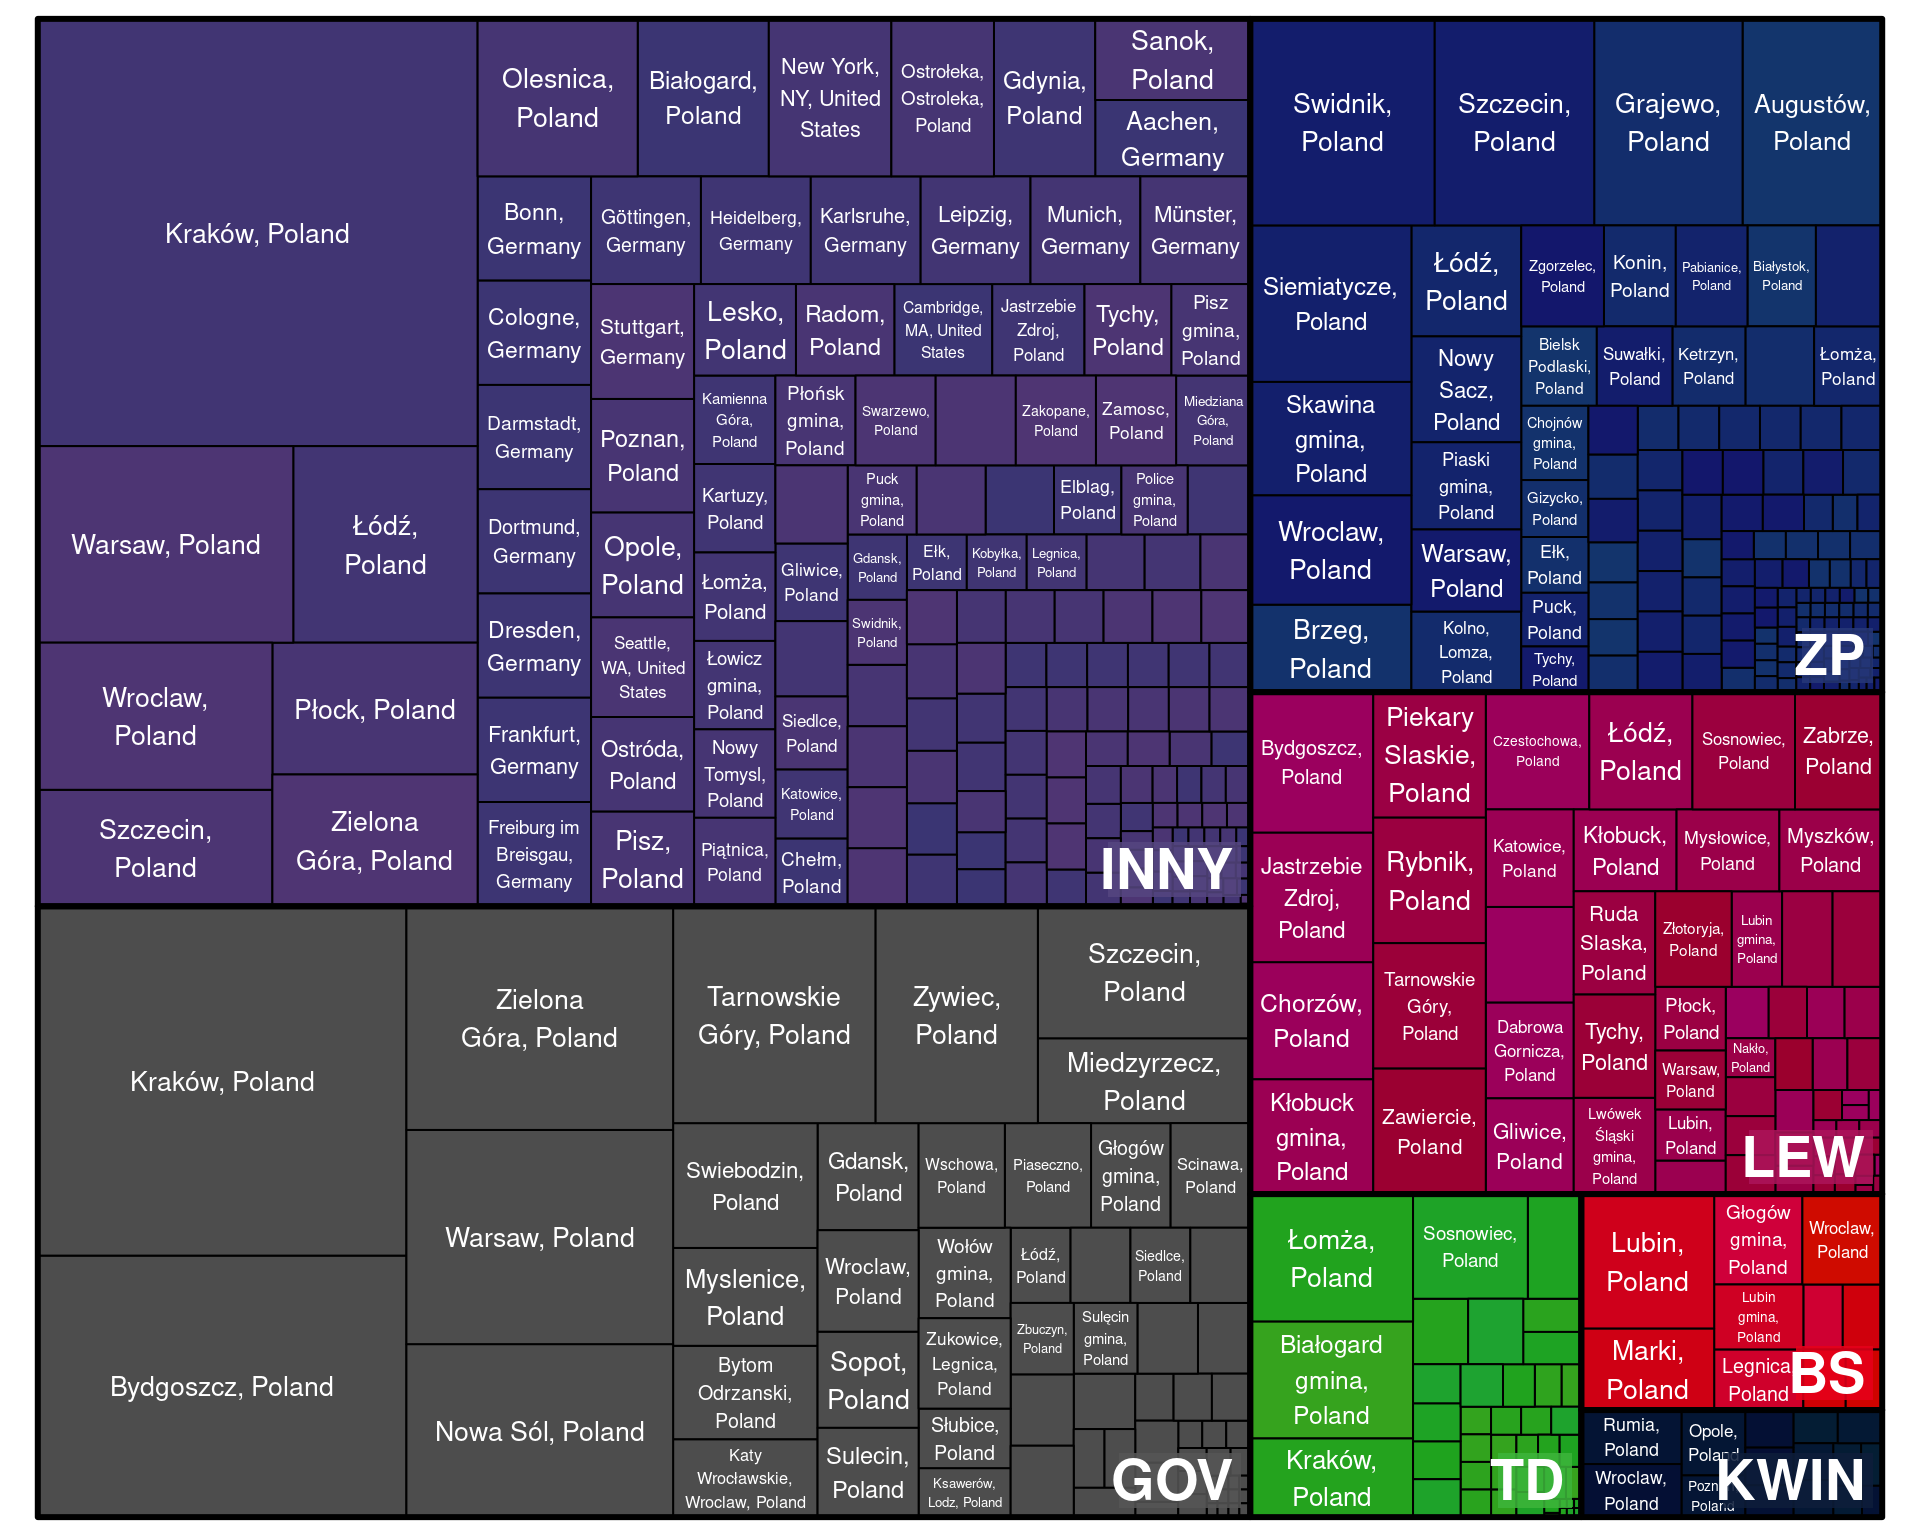 Kraków, Poland
Warsaw, Poland
Łódź,
Poland
Wroclaw,
Poland
Płock, Poland
Szczecin,
Poland
Zielona
Góra, Poland
Olesnica,
Poland
Białogard,
Poland
New York,
NY, United
States
Ostrołeka,
Ostroleka,
Poland
Gdynia,
Poland
Sanok,
Poland
Aachen,
Germany
Bonn,
Germany
Göttingen,
Germany
Heidelberg,
Germany
Karlsruhe,
Germany
Leipzig,
Germany
Munich,
Germany
Münster,
Germany
Cologne,
Germany
Darmstadt,
Germany
Dortmund,
Germany
Dresden,
Germany
Frankfurt,
Germany
Freiburg im
Breisgau,
Germany
Stuttgart,
Germany
Poznan,
Poland
Opole,
Poland
Seattle,
WA, United
States
Ostróda,
Poland
Pisz,
Poland
Lesko,
Poland
Radom,
Poland
Cambridge,
MA, United
States
Jastrzebie
Zdroj,
Poland
Tychy,
Poland
Pisz
gmina,
Poland
Kamienna
Góra,
Poland
Płońsk
gmina,
Poland
Swarzewo,
Poland
Zakopane,
Poland
Zamosc,
Poland
Miedziana
Góra,
Poland
Kartuzy,
Poland
Łomża,
Poland
Łowicz
gmina,
Poland
Nowy
Tomysl,
Poland
Piątnica,
Poland
Gliwice,
Poland
Siedlce,
Poland
Katowice,
Poland
Chełm,
Poland
Puck
gmina,
Poland
Elblag,
Poland
Police
gmina,
Poland
Gdansk,
Poland
Ełk,
Poland
Kobyłka,
Poland
Legnica,
Poland
Swidnik,
Poland
INNY
Swidnik,
Poland
Szczecin,
Poland
Grajewo,
Poland
Augustów,
Poland
Siemiatycze,
Poland
Skawina
gmina,
Poland
Wroclaw,
Poland
Brzeg,
Poland
Łódź,
Poland
Nowy
Sacz,
Poland
Piaski
gmina,
Poland
Warsaw,
Poland
Kolno,
Lomza,
Poland
Zgorzelec,
Poland
Konin,
Poland
Pabianice,
Poland
Białystok,
Poland
Bielsk
Podlaski,
Poland
Suwałki,
Poland
Ketrzyn,
Poland
Łomża,
Poland
Chojnów
gmina,
Poland
Gizycko,
Poland
Ełk,
Poland
Puck,
Poland
Tychy,
Poland
ZP
Bydgoszcz,
Poland
Jastrzebie
Zdroj,
Poland
Chorzów,
Poland
Kłobuck
gmina,
Poland
Piekary
Slaskie,
Poland
Rybnik,
Poland
Tarnowskie
Góry,
Poland
Zawiercie,
Poland
Czestochowa,
Poland
Łódź,
Poland
Sosnowiec,
Poland
Zabrze,
Poland
Katowice,
Poland
Dabrowa
Gornicza,
Poland
Gliwice,
Poland
Kłobuck,
Poland
Mysłowice,
Poland
Myszków,
Poland
Ruda
Slaska,
Poland
Tychy,
Poland
Lwówek
Śląski
gmina,
Poland
Złotoryja,
Poland
Lubin
gmina,
Poland
Płock,
Poland
Warsaw,
Poland
Lubin,
Poland
Nakło,
Poland
LEW
Kraków, Poland
Bydgoszcz, Poland
Zielona
Góra, Poland
Warsaw, Poland
Nowa Sól, Poland
Tarnowskie
Góry, Poland
Zywiec,
Poland
Szczecin,
Poland
Miedzyrzecz,
Poland
Swiebodzin,
Poland
Myslenice,
Poland
Bytom
Odrzanski,
Poland
Katy
Wrocławskie,
Wroclaw, Poland
Gdansk,
Poland
Wroclaw,
Poland
Sopot,
Poland
Sulecin,
Poland
Wschowa,
Poland
Piaseczno,
Poland
Głogów
gmina,
Poland
Scinawa,
Poland
Wołów
gmina,
Poland
Zukowice,
Legnica,
Poland
Słubice,
Poland
Ksawerów,
Lodz, Poland
Łódź,
Poland
Siedlce,
Poland
Zbuczyn,
Poland
Sulęcin
gmina,
Poland
GOV
Łomża,
Poland
Białogard
gmina,
Poland
Kraków,
Poland
Sosnowiec,
Poland
TD
Lubin,
Poland
Marki,
Poland
Głogów
gmina,
Poland
Wroclaw,
Poland
Lubin
gmina,
Poland
Legnica
Poland
BS
Rumia,
Poland
Wroclaw,
Poland
Opole,
Poland
Poland
KWIN